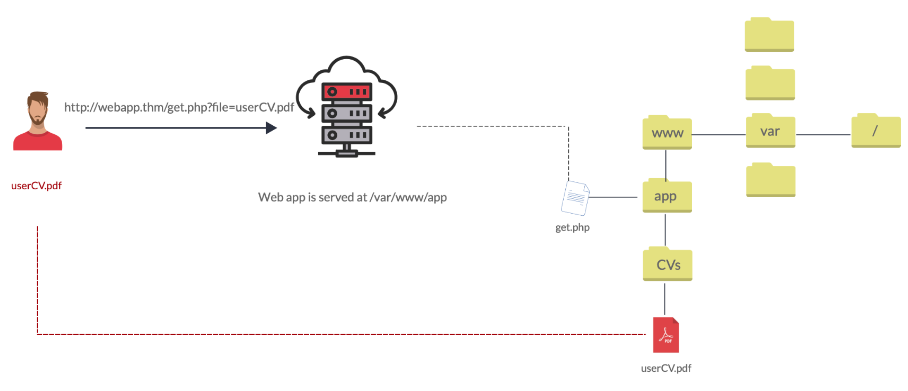 http://webapp.thm/get.php?file=userCV.pdf
www
var
/
userCV.pdf
Web app is served at /var/www/app
app
get.php
CVs
PDF
userCV.pdf